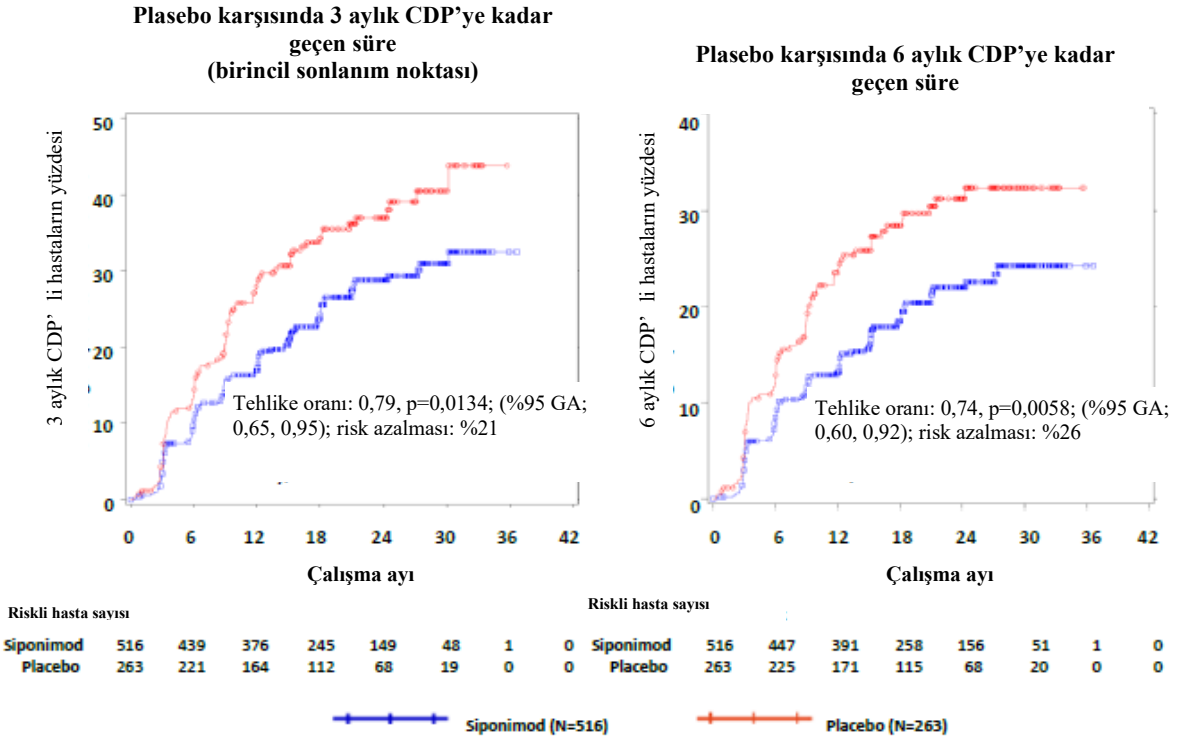 Plasebo karşısında 3 aylık CDP’ye kadar
geçen süre
(birincil sonlanım noktası)
3 aylık CDP’ li hastaların yüzdesi
50
40
30
20
10
0
Tehlike oranı: 0,79, p=0,0134; (%95 GA;
0,65, 0,95); risk azalması: %21
0 6 12 18 24 30 36 42
Çalışma ayı
Riskli hasta sayısı
Siponimod 516 439 376 245 149 48 1 0
Placebo 263 221 164 112 68 19 0 0
Plasebo karşısında 6 aylık CDP’ye kadar
geçen süre
6 aylık CDP’ li hastaların yüzdesi
40
30
20
10
0
Tehlike oranı: 0,74, p=0,0058; (%95 GA;
0,60, 0,92); risk azalması: %26
0 6 12 18 24 30 36 42
Çalışma ayı
Riskli hasta sayısı
Siponimod 516 447 391 258 156 51 1 0
Placebo 263 225 171 115 68 20 0 0
Siponimod (N=516)
Placebo (N=263)